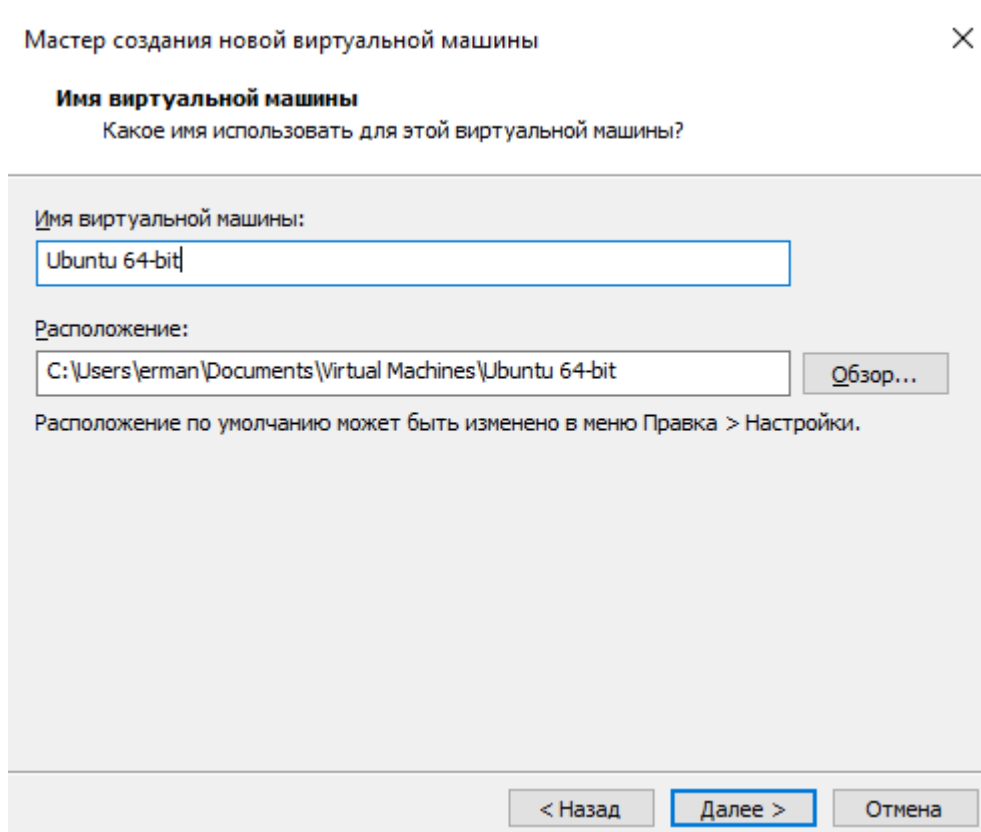 Мастер создания новой виртуальной машины
Имя виртуальной машины
Какое имя использовать для этой виртуальной машины?
Имя виртуальной машины:
Ubuntu 64-bit
Расположение:
C:\Users\erman\Documents\Virtual Machines\Ubuntu 64-bit
Обзор...
Расположение по умолчанию может быть изменено в меню Правка > Настройки.
< Назад
Далее >
Отмена